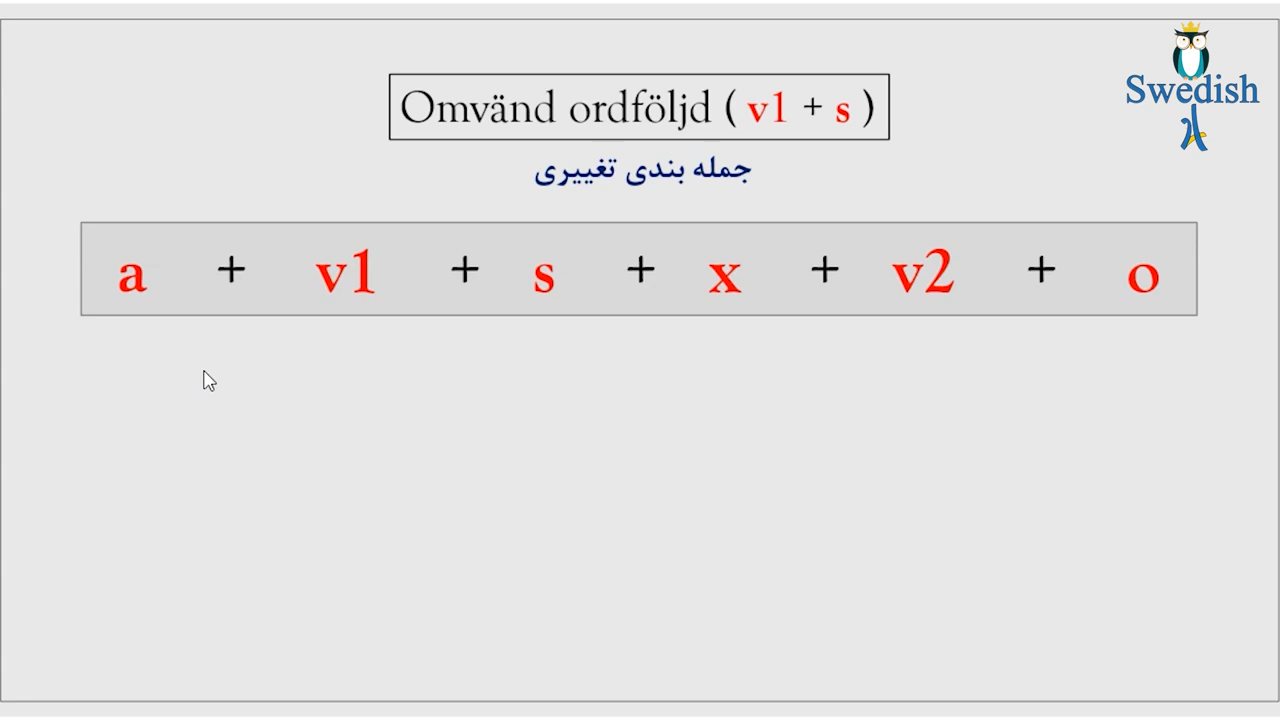 Swedish
Omvänd ordföljd ( v1 + s )
جمله بندی تغییری
a + v1 + s + x + v2 + o